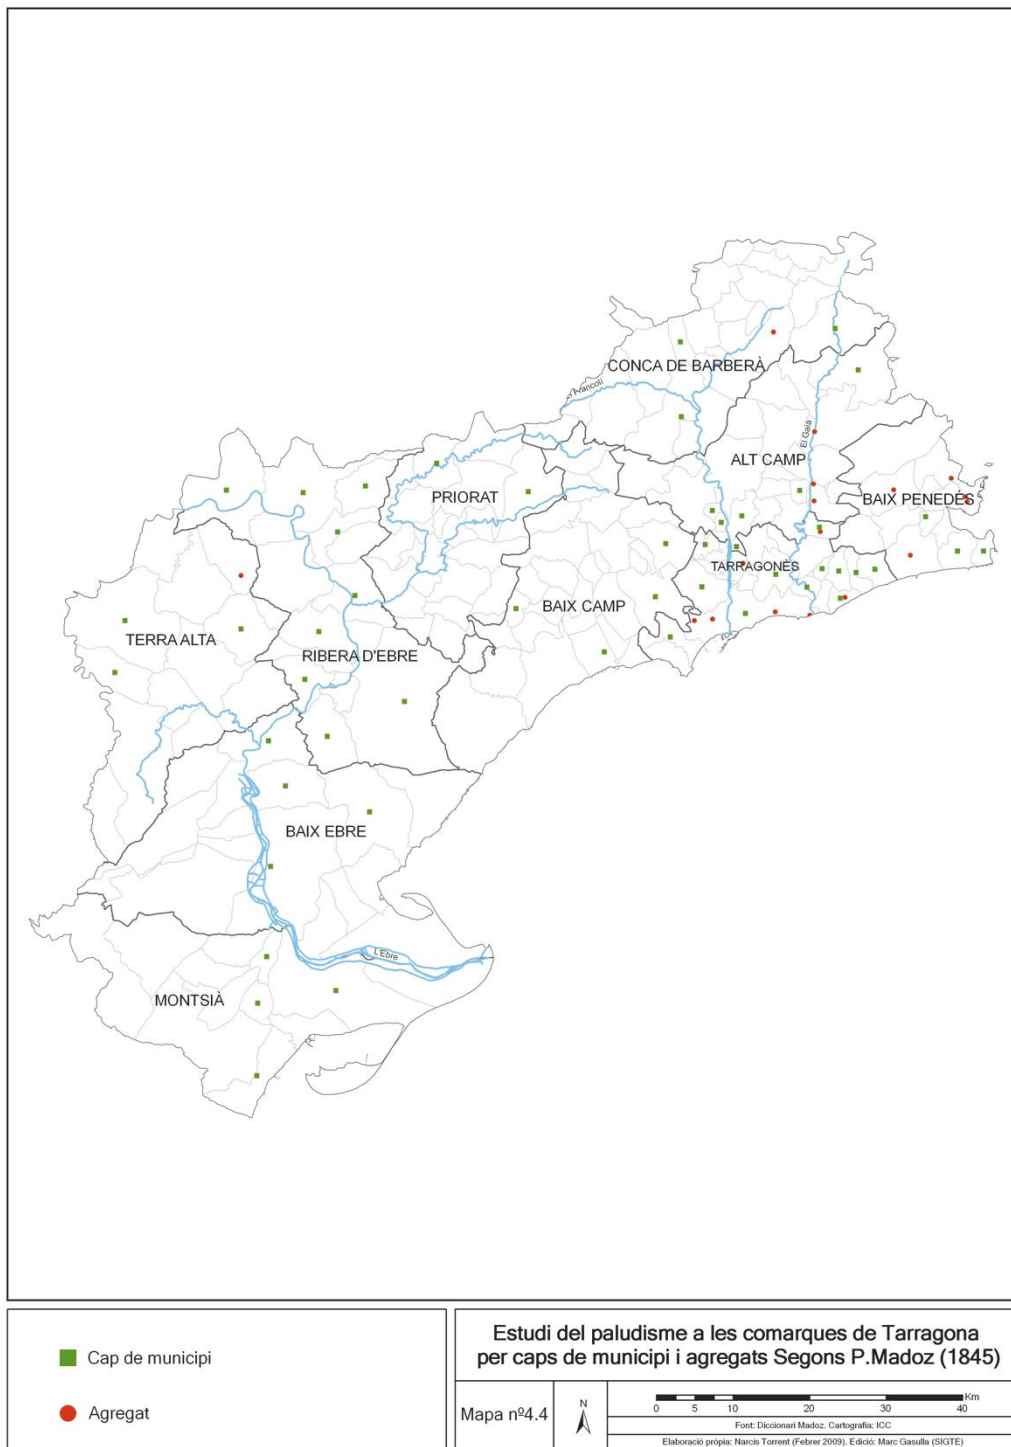 CONCA DE BARBERÀ
El Francolí
El Gaià
ALT CAMP
PRIORAT
BAIX PENEDÈS
TARRAGONÈS
BAIX CAMP
TERRA ALTA
RIBERA D'EBRE
BAIX EBRE
L'Ebre
MONTSIÀ
Cap de municipi
Agregat
Estudi del paludisme a les comarques de Tarragona
per caps de municipi i agregats Segons P.Madoz (1845)
Mapa nº4.4
N
Km
0 5 10 20 30 40
Font: Diccionari Madoz. Cartografia: ICC
Elaboració pròpia: Narcís Torrent (Febrer 2009). Edició: Marc Gasulla (SIGTE)